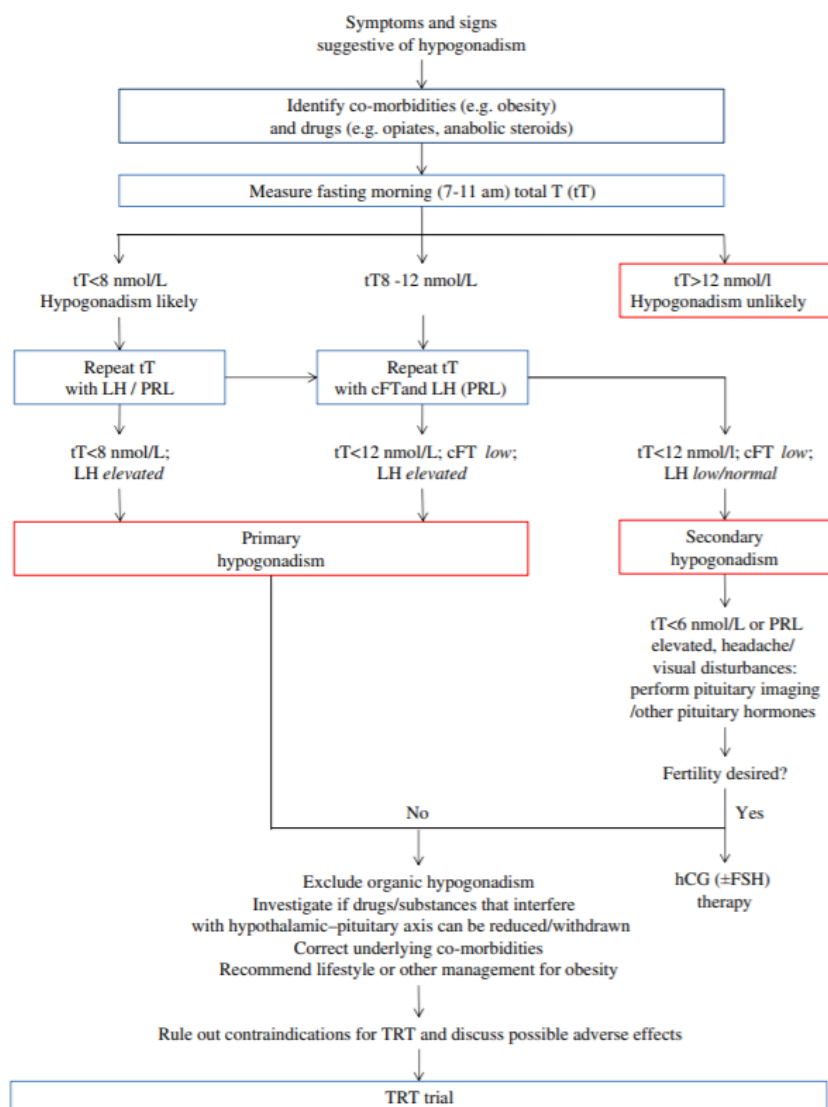 Symptoms and signs
suggestive of hypogonadism
Identify co-morbidities (e.g. obesity)
and drugs (e.g. opiates, anabolic steroids)
Measure fasting morning (7-11 am) total T (tT)
tT<8 nmol/L
Hypogonadism likely
tT8 -12 nmol/L
tT>12 nmol/l
Hypogonadism unlikely
Repeat tT
with LH / PRL
Repeat tT
with cFTand LH (PRL)
tT<8 nmol/L;
LH elevated
tT<12 nmol/L; cFT low;
LH elevated
tT<12 nmol/l; cFT low;
LH low/normal
Primary
hypogonadism
Secondary
hypogonadism
tT<6 nmol/L or PRL
elevated, headache/
visual disturbances:
perform pituitary imaging
/other pituitary hormones
Fertility desired?
No
Yes
Exclude organic hypogonadism
Investigate if drugs/substances that interfere
with hypothalamic–pituitary axis can be reduced/withdrawn
Correct underlying co-morbidities
Recommend lifestyle or other management for obesity
hCG (±FSH)
therapy
Rule out contraindications for TRT and discuss possible adverse effects
TRT trial